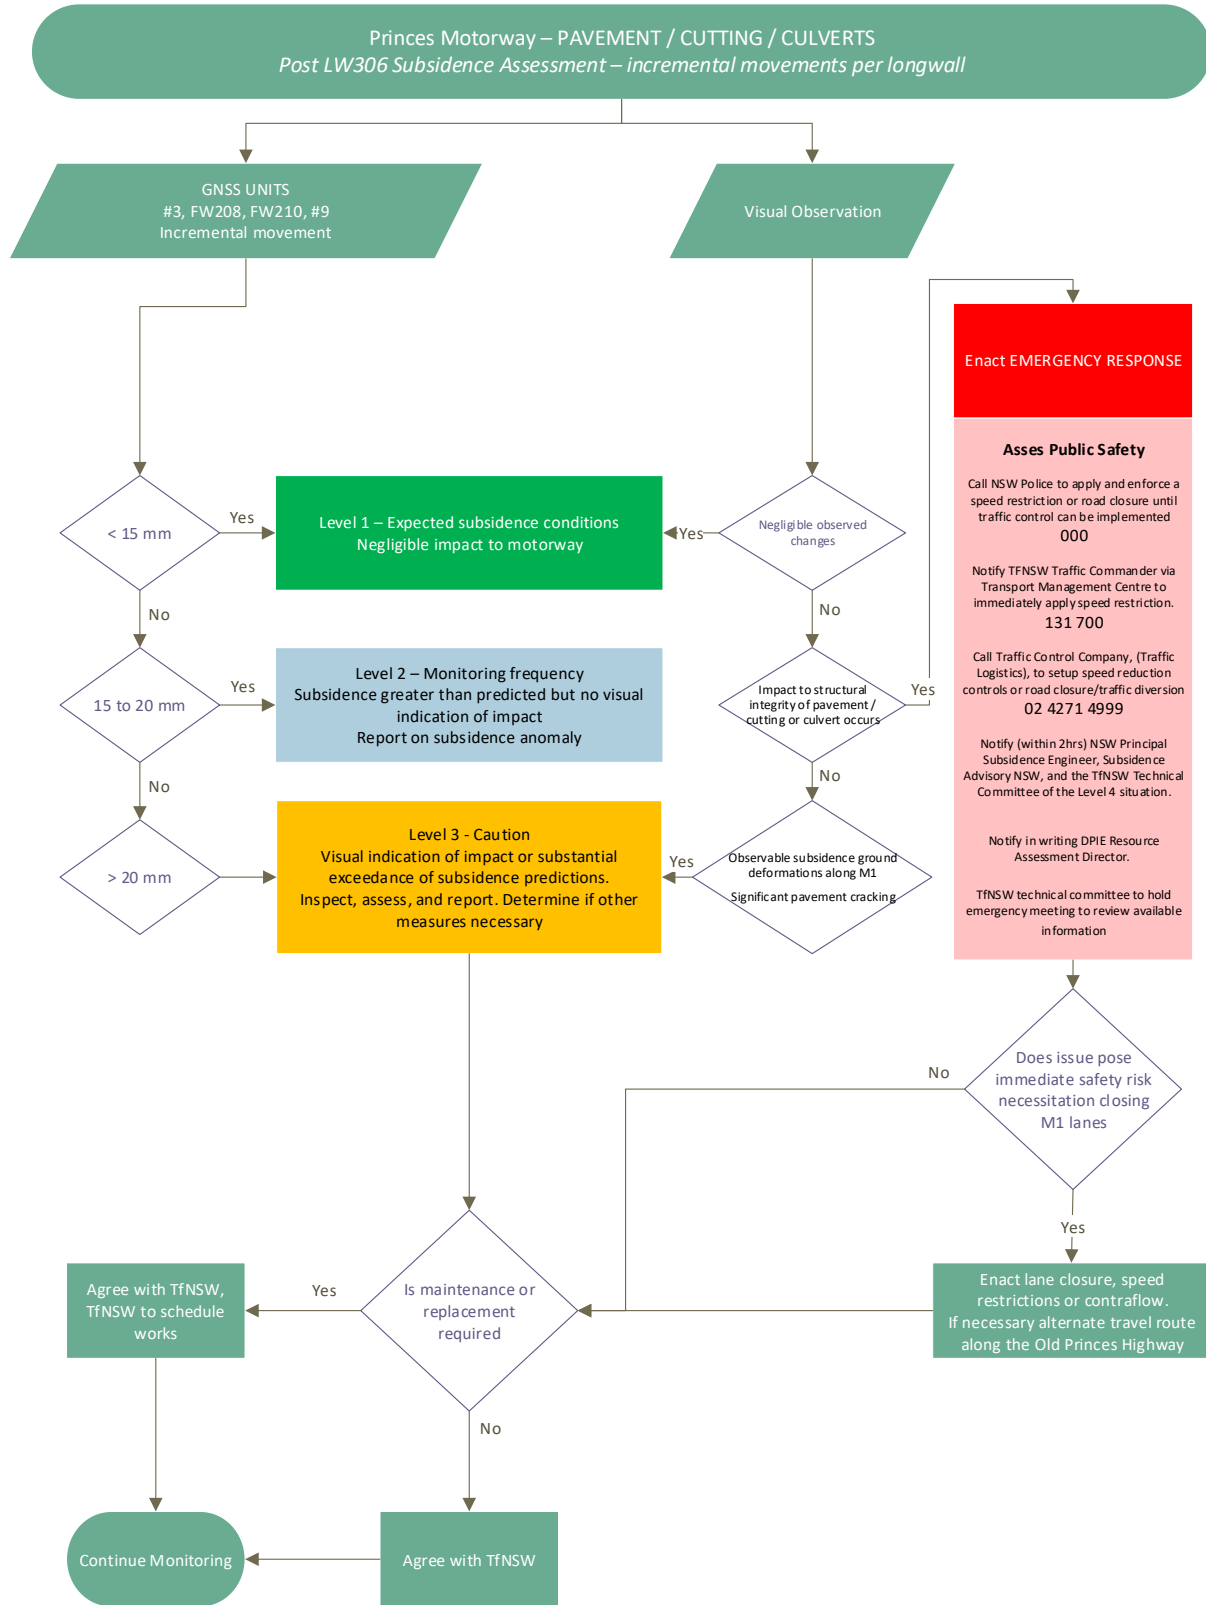 Princes Motorway – PAVEMENT / CUTTING / CULVERTS
Post LW306 Subsidence Assessment – incremental movements per longwall
GNSS UNITS
#3, FW208, FW210, #9
Incremental movement
Visual Observation
Enact EMERGENCY RESPONSE
Asses Public Safety
Call NSW Police to apply and enforce a
speed restriction or road closure until
traffic control can be implemented
000
Notify TFNSW Traffic Commander via
Transport Management Centre to
immediately apply speed restriction.
131 700
Call Traffic Control Company, (Traffic
Logistics), to setup speed reduction
controls or road closure/traffic diversion
02 4271 4999
Notify (within 2hrs) NSW Principal
Subsidence Engineer, Subsidence
Advisory NSW, and the TfNSW Technical
Committee of the Level 4 situation.
Notify in writing DPIE Resource
Assessment Director.
TfNSW technical committee to hold
emergency meeting to review available
information
< 15 mm
Yes
Level 1 – Expected subsidence conditions
Negligible impact to motorway
Yes
Negligible observed
changes
No
No
15 to 20 mm
Yes
Level 2 – Monitoring frequency
Subsidence greater than predicted but no visual
indication of impact
Report on subsidence anomaly
Impact to structural
integrity of pavement /
cutting or culvert occurs
Yes
No
No
> 20 mm
Level 3 - Caution
Visual indication of impact or substantial
exceedance of subsidence predictions.
Inspect, assess, and report. Determine if other
measures necessary
Yes
Observable subsidence ground
deformations along M1
Significant pavement cracking
Does issue pose
immediate safety risk
necessitation closing
M1 lanes
No
Yes
Agree with TfNSW,
TfNSW to schedule
works
Yes
Is maintenance or
replacement
required
Enact lane closure, speed
restrictions or contraflow.
If necessary alternate travel route
along the Old Princes Highway
No
Continue Monitoring
Agree with TfNSW